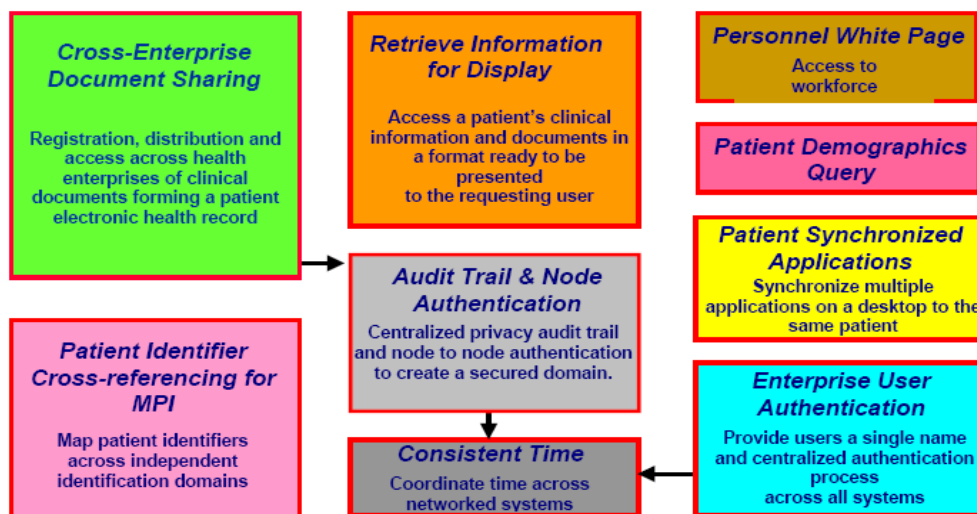 Cross-Enterprise
Document Sharing
Registration, distribution and
access across health
enterprises of clinical
documents forming a patient
electronic health record
Retrieve Information
for Display
Access a patient's clinical
information and documents in
a format ready to be
presented
to the requesting user
Personnel White Page
Access to
workforce
Patient Demographics
Query
Patient Synchronized
Applications
Synchronize multiple
applications on a desktop to the
same patient
Audit Trail & Node
Authentication
Centralized privacy audit trail
and node to node authentication
to create a secured domain.
Patient Identifier
Cross-referencing for
MPI
Map patient identifiers
across independent
identification domains
Enterprise User
Authentication
Provide users a single name
and centralized authentication
process
across all systems
Consistent Time
Coordinate time across
networked systems